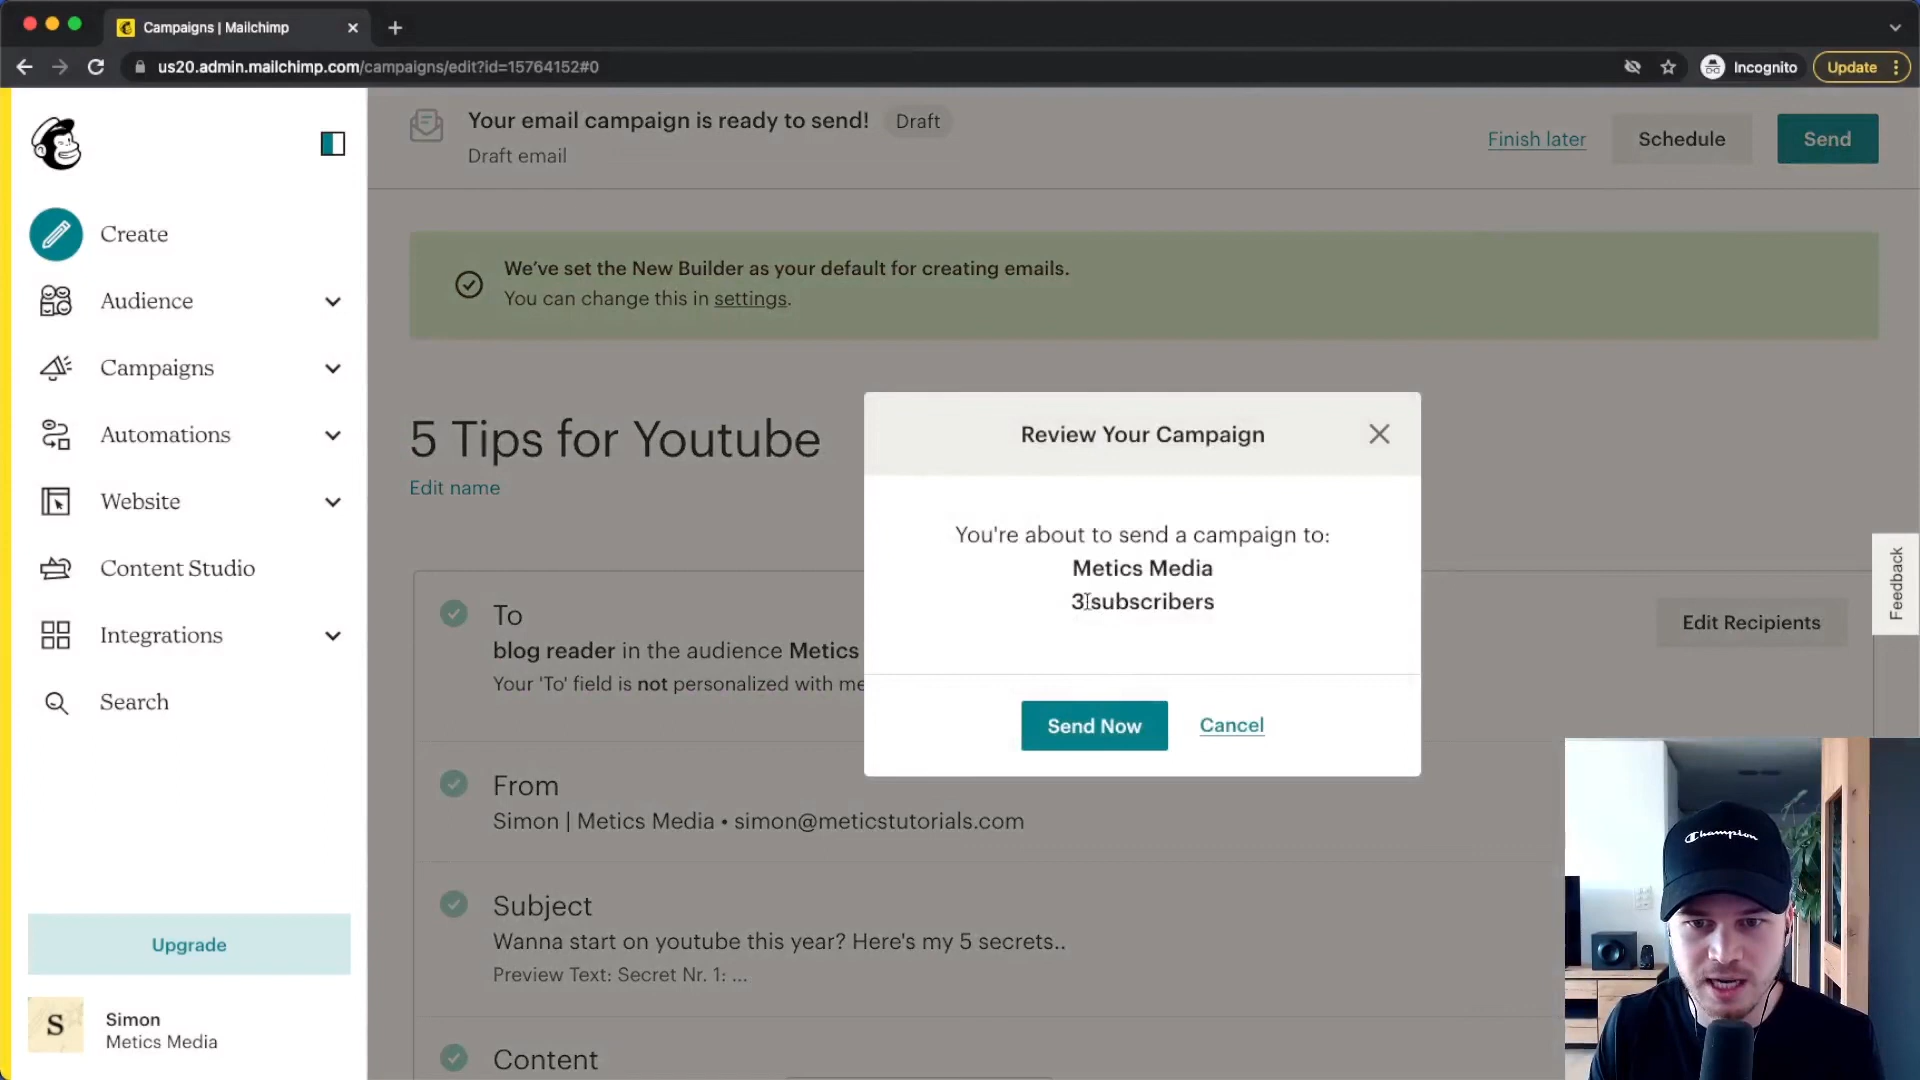 Campaigns | Mailchimp
us20.admin.mailchimp.com/campaigns/edit?id=15764152#0
Incognito
Update
Your email campaign is ready to send!
Draft
Draft email
Finish later
Schedule
Send
Create
Audience
Campaigns
Automations
Website
Content Studio
Integrations
Search
Upgrade
S
Simon
Metics Media
We've set the New Builder as your default for creating emails.
You can change this in settings.
5 Tips for Youtube
Edit name
Review Your Campaign
You're about to send a campaign to:
Metics Media
3 subscribers
Send Now
Cancel
To
blog reader in the audience Metics
Your 'To' field is not personalized with me
Edit Recipients
From
Simon | Metics Media • simon@meticstutorials.com
Subject
Wanna start on youtube this year? Here's my 5 secrets..
Preview Text: Secret Nr. 1: ...
Content
Feedback
Champion